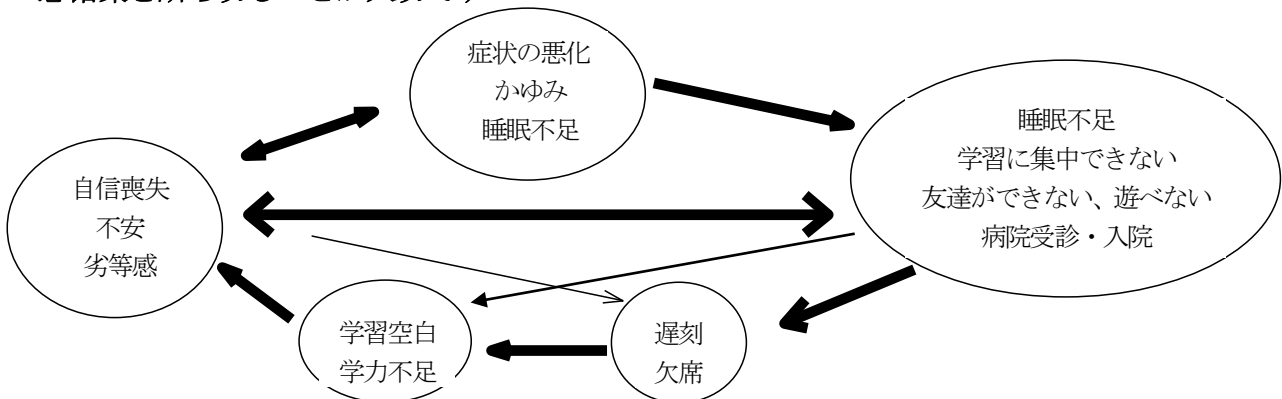 症状の悪化
かゆみ
睡眠不足
睡眠不足
学習に集中できない
友達ができない、遊べない
病院受診・入院
自信喪失
不安
劣等感
学習空白
学力不足
遅刻
欠席